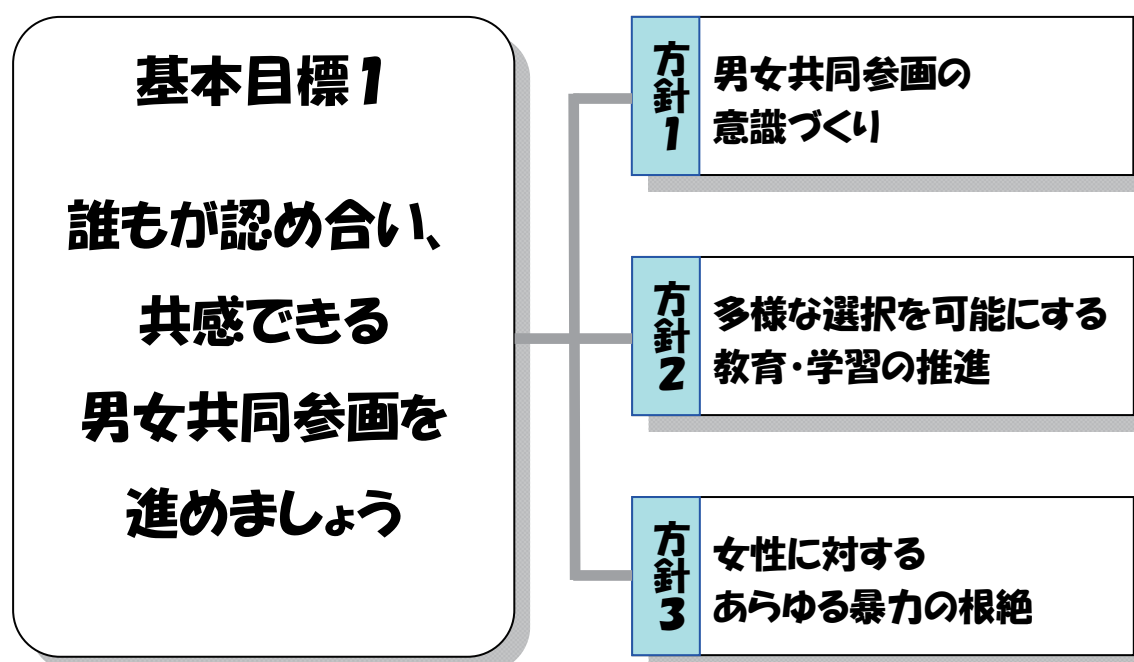 基本目標1
誰もが認め合い、
共感できる
男女共同参画を
進めましょう
方針1
男女共同参画の
意識づくり
方針2
多様な選択を可能にする
教育・学習の推進
方針3
女性に対する
あらゆる暴力の根絶